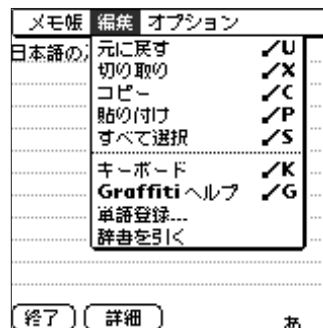 メモ帳 編集 オプション
日本語の
元に戻す ／U
切り取り ／X
コピー ／C
貼り付け ／P
すべて選択 ／S
キーボード ／K
Graffiti ヘルプ ／G
単語登録...
辞書を引く
終了 詳細 あ